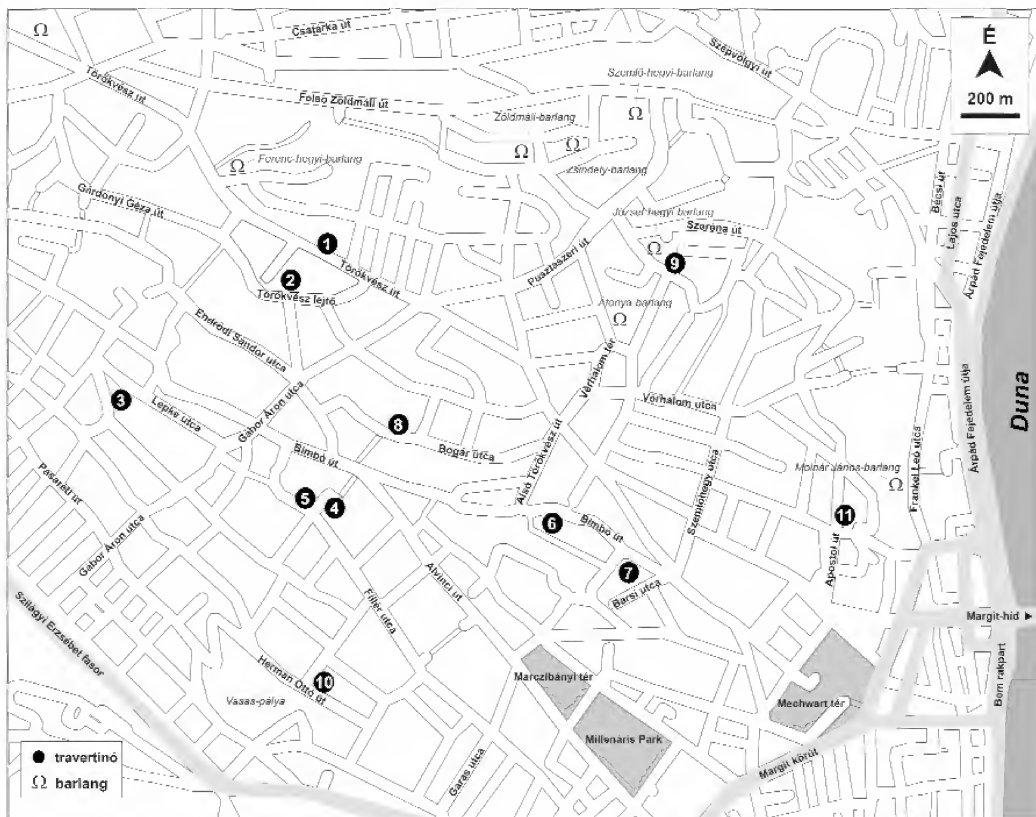 Csatárka út
Szépvölgyi út
É
200 m
Törökvész út
Szemlő-hegyi-barlang
Felső Zöldmáli út
Zöldmáli-barlang
Ferenc-hegyi-barlang
Zsindely-barlang
Gárdonyi Géza út
Bécsi út
Lajos utca
Árpád Fejedelem útja
József-hegyi barlang
Szeréna út
1
Törökvész út
Pusztaszeri út
9
2
Törökvész lejtő
Átonya-barlang
Endrődi Sándor utca
Várhalom tér
Duna
3
Lepke utca
Gábor Áron utca
Vérhalom utca
Árpád Fejedelem útja
8
Bogár utca
Bimbó út
Alsó Törökvész út
Szemlőhegy utca
Frankel Leó utca
Molnár János-barlang
Pasaréti út
5
4
6
Bimbó út
11
Gábor Áron utca
7
Barsi utca
Apostol út
Alvinci út
Fillér utca
Szilágyi Erzsébet fasor
Margit-híd
Herman Ottó út
10
Marczibányi tér
Vasas-pálya
Mechwart tér
Bem rakpart
Millenáris Park
Garas utca
Margit körút
travertínó
Ω barlang